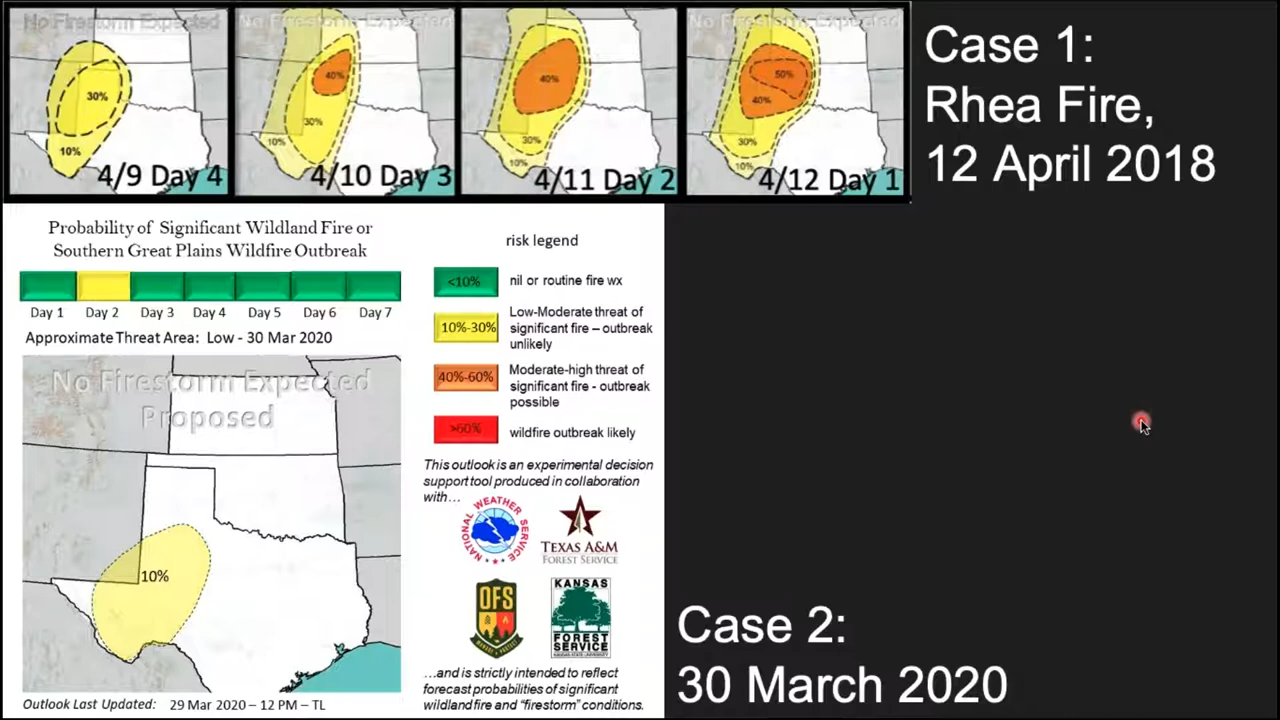 No Firestorm Expected
30%
10%
4/9 Day 4
No Firestorm Expected
40%
30%
10%
4/10 Day 3
40%
30%
10%
4/11 Day 2
No Firestorm Expected
50%
40%
30%
10%
4/12 Day 1
Case 1:
Rhea Fire,
12 April 2018
Probability of Significant Wildland Fire or
Southern Great Plains Wildfire Outbreak
Day 1 Day 2 Day 3 Day 4 Day 5 Day 6 Day 7
Approximate Threat Area: Low - 30 Mar 2020
No Firestorm Expected
Proposed
10%
Outlook Last Updated: 29 Mar 2020 – 12 PM – TL
risk legend
<10% nil or routine fire wx
10%-30% Low-Moderate threat of
significant fire – outbreak
unlikely
40%-60% Moderate-high threat of
significant fire - outbreak
possible
>60% wildfire outbreak likely
This outlook is an experimental decision
support tool produced in collaboration
with…
NATIONAL WEATHER SERVICE
TEXAS A&M
FOREST SERVICE
OFS
KANSAS
FOREST
SERVICE
…and is strictly intended to reflect
forecast probabilities of significant
wildland fire and “firestorm” conditions.
Case 2:
30 March 2020